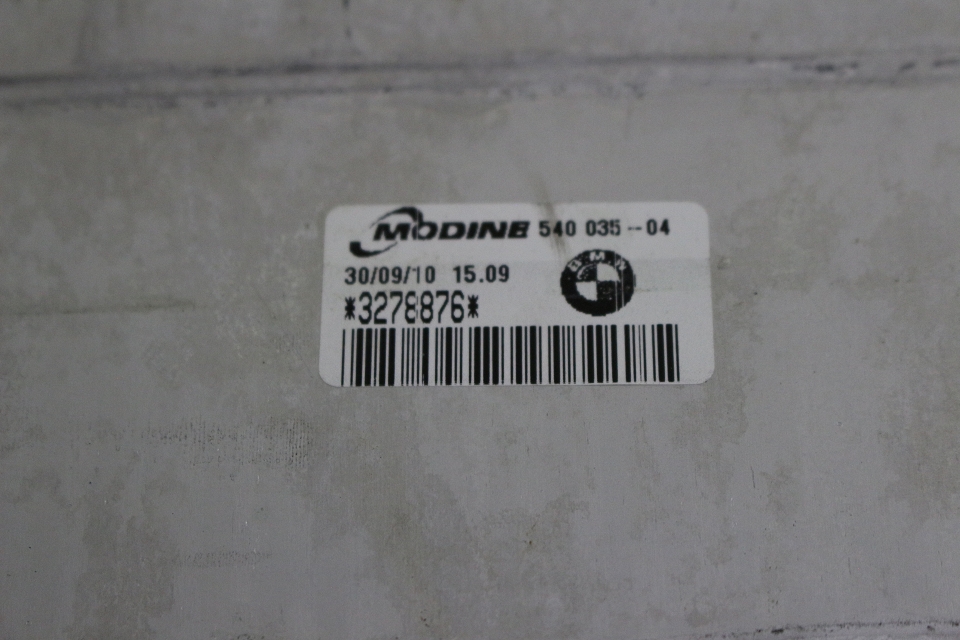 MODINE 540 035--04
30/09/10 15.09
BMW
*3278876*